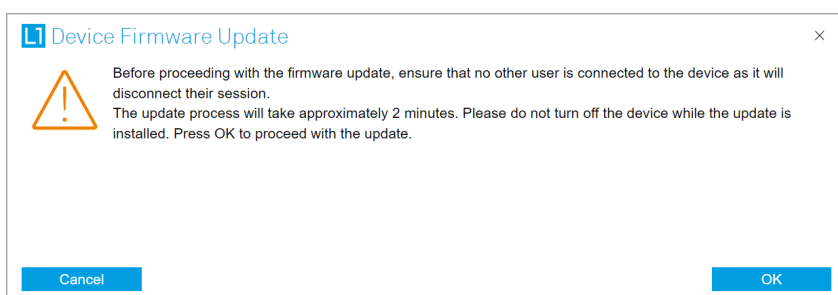 L1 Device Firmware Update
Before proceeding with the firmware update, ensure that no other user is connected to the device as it will
disconnect their session.
The update process will take approximately 2 minutes. Please do not turn off the device while the update is
installed. Press OK to proceed with the update.
Cancel
OK